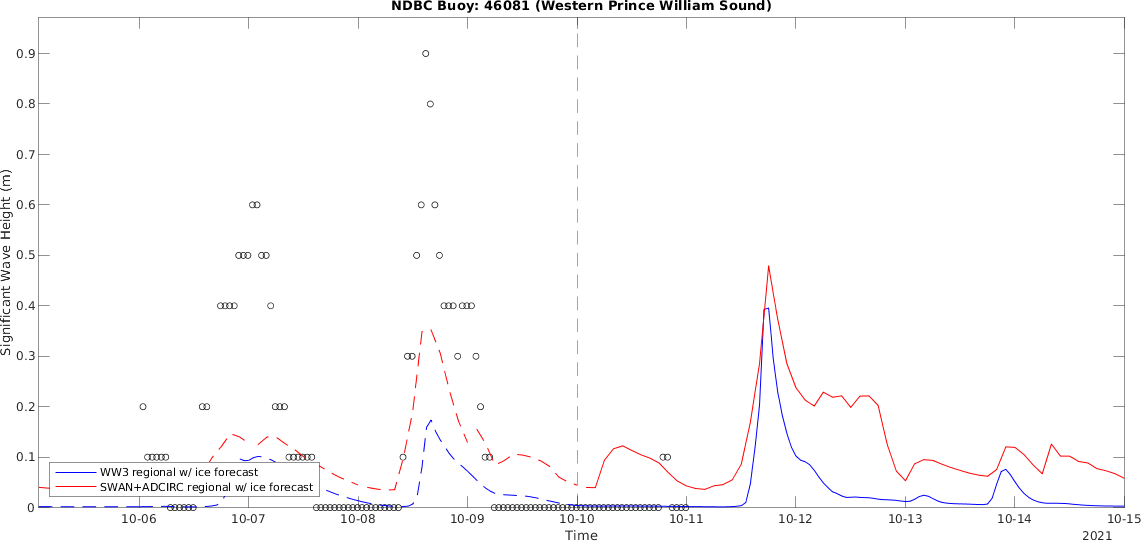 NDBC Buoy: 46081 (Western Prince William Sound)
Significant Wave Height (m)
0.9
0.8
0.7
0.6
0.5
0.4
0.3
0.2
0.1
0
WW3 regional w/ ice forecast
SWAN+ADCIRC regional w/ ice forecast
10-06 10-07 10-08 10-09 10-10 10-11 10-12 10-13 10-14 10-15
Time
2021